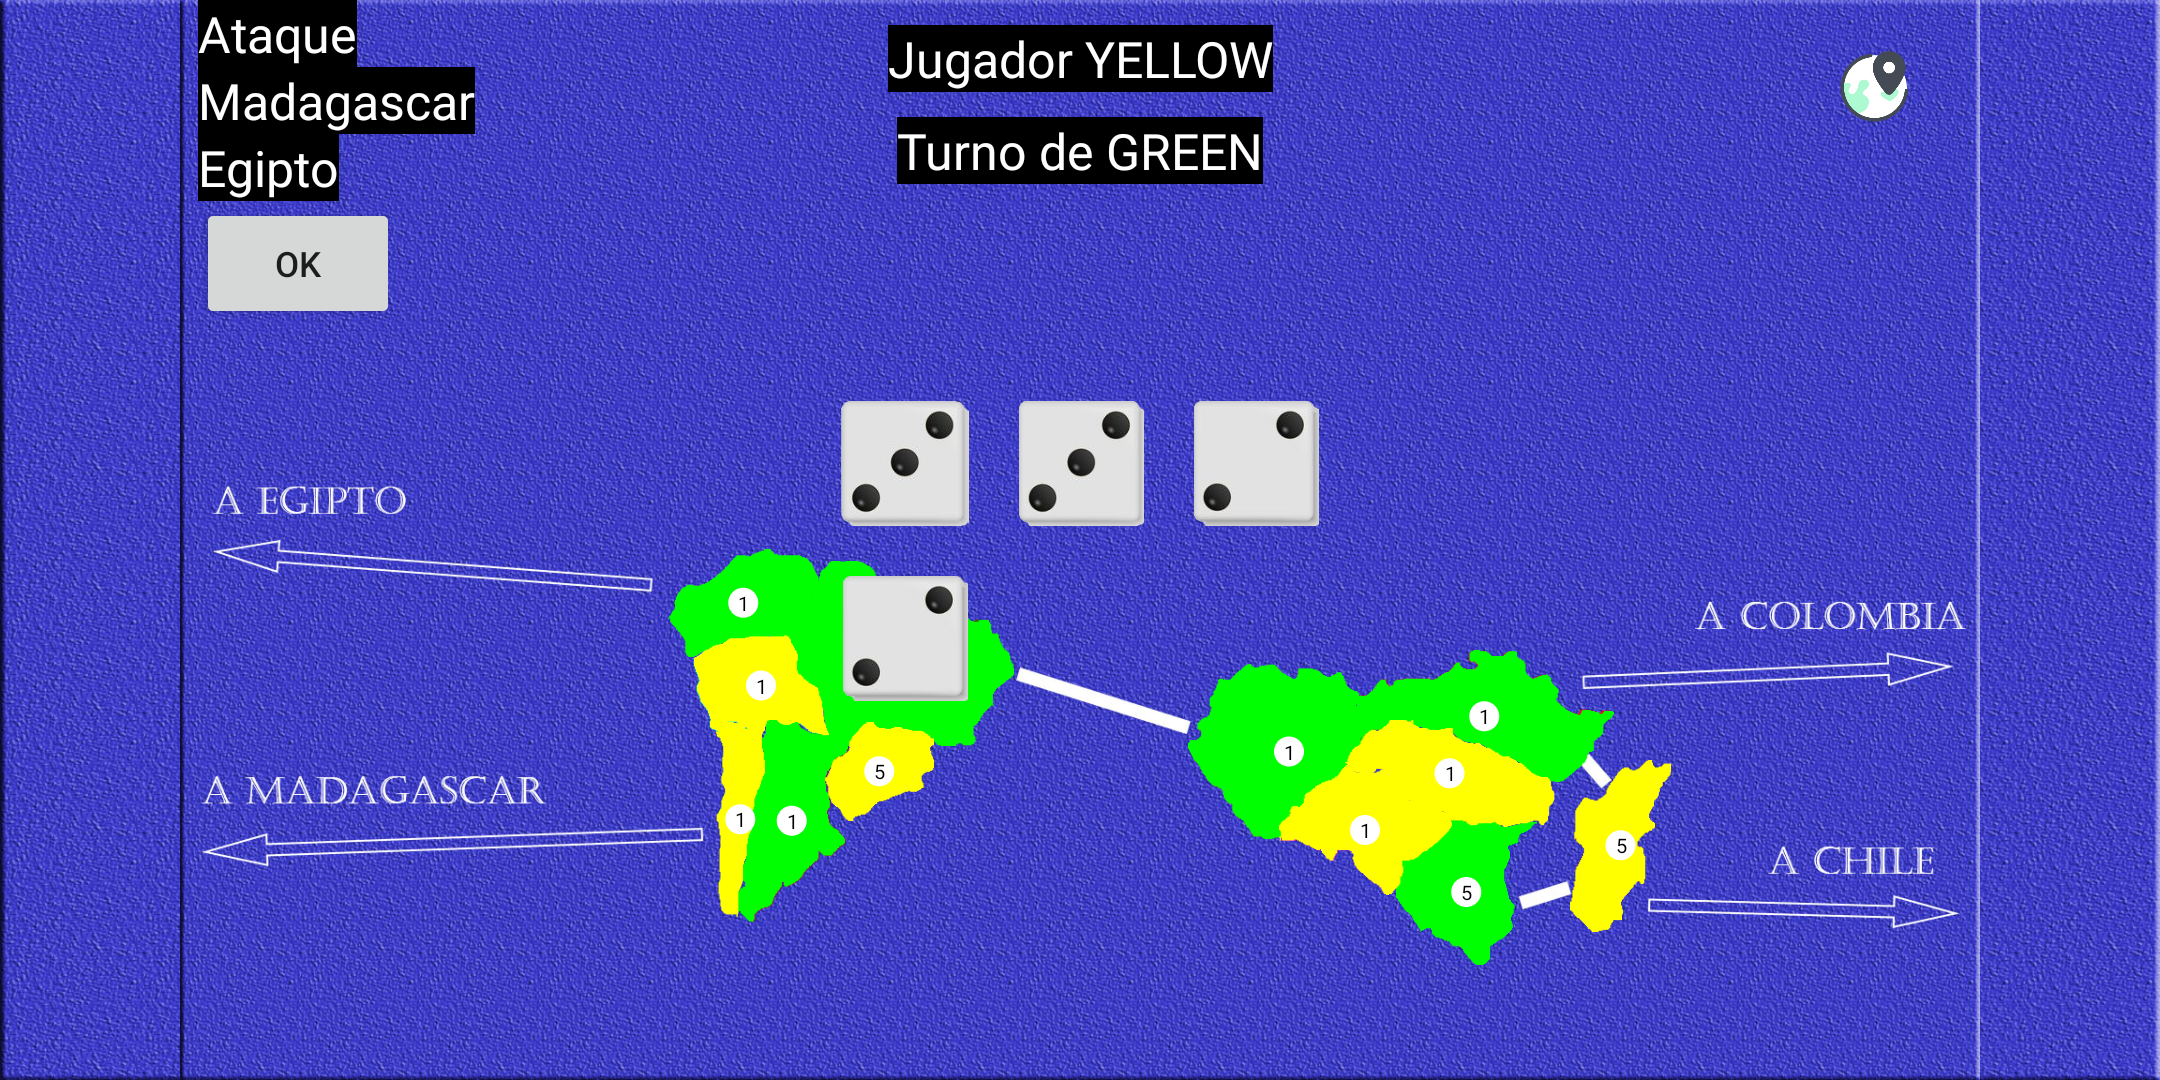 Ataque
Madagascar
Egipto
OK
Jugador YELLOW
Turno de GREEN
A EGIPTO
A MADAGASCAR
A COLOMBIA
A CHILE
1
1
1
1
5
1
1
1
1
5
5